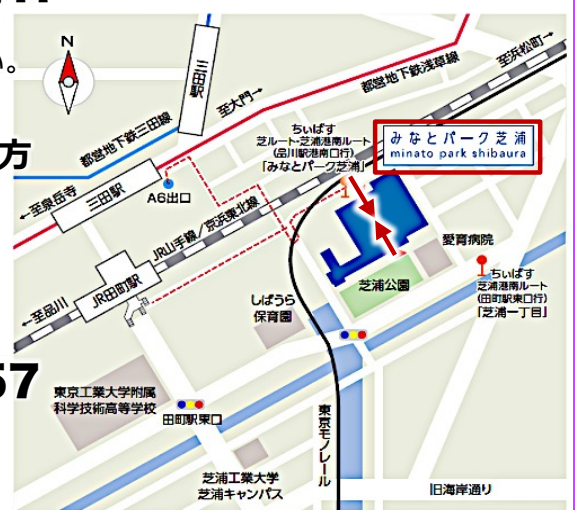 い。
方
57
N
三田駅
至浜松町→
都営地下鉄浅草線
至大門→
都営地下鉄三田線
ちぃばす
芝ルート・芝浦港南ルート
(品川駅港南口行)
「みなとパーク芝浦」
みなとパーク芝浦
minato park shibaura
←至泉岳寺
三田駅
A6出口
JR山手線/京浜東北線
愛育病院
JR田町駅
←至品川
芝浦公園
ちぃばす
芝浦港南ルート
(田町駅東口行)
「芝浦一丁目」
しばうら
保育園
東京工業大学附属
科学技術高等学校
田町駅東口
東京モノレール
芝浦工業大学
芝浦キャンパス
旧海岸通り